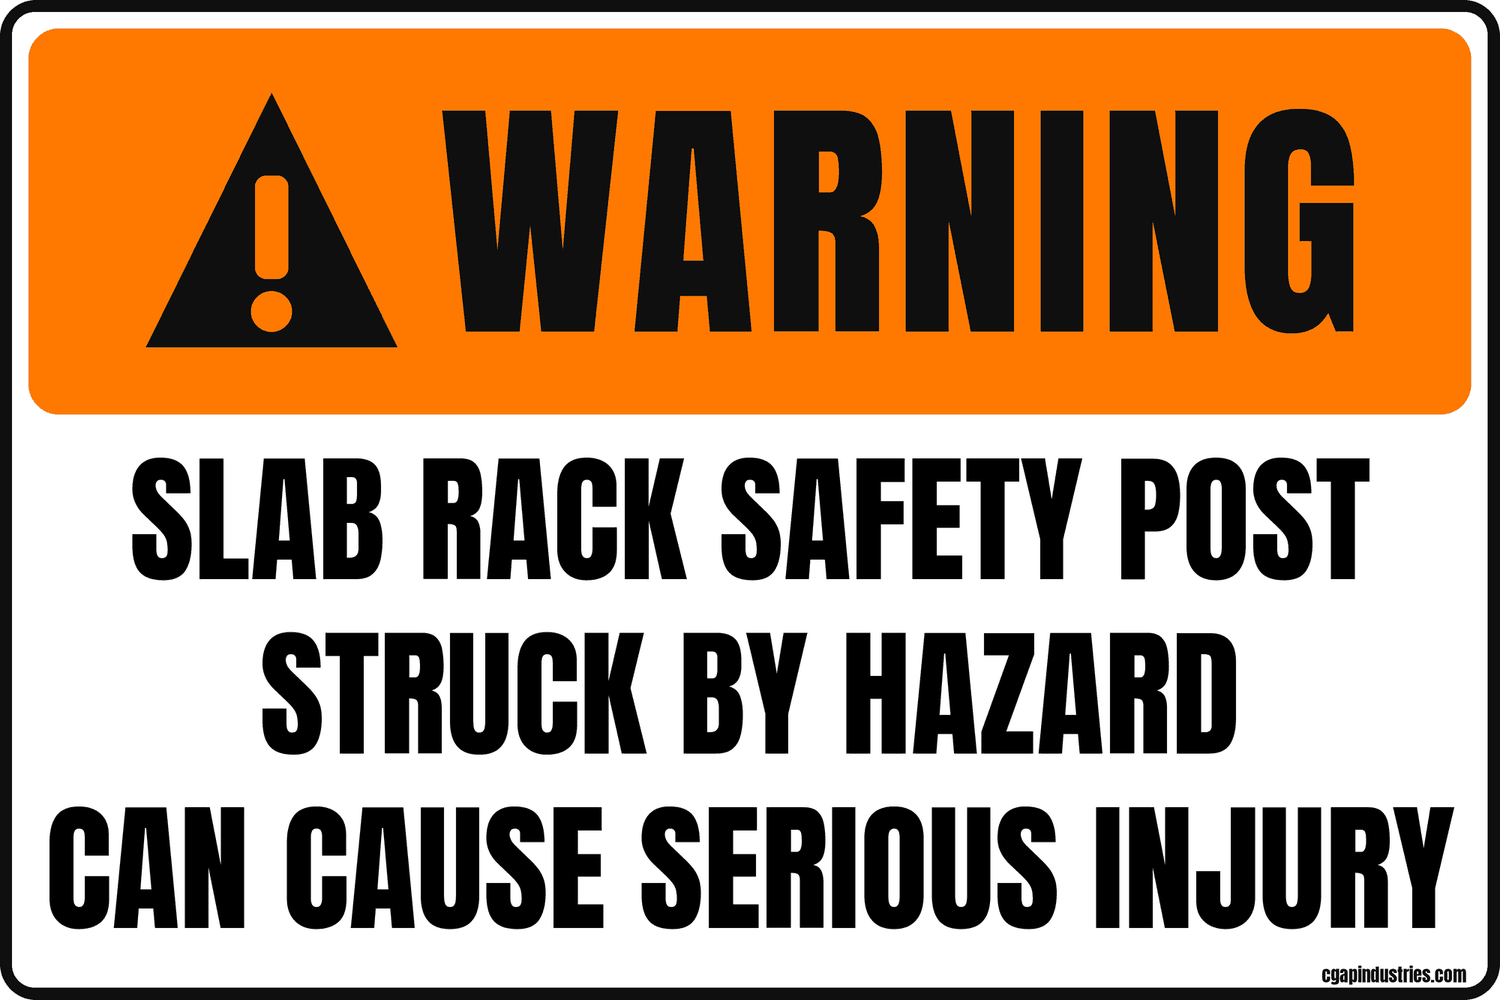 WARNING
SLAB RACK SAFETY POST
STRUCK BY HAZARD
CAN CAUSE SERIOUS INJURY
cgapindustries.com